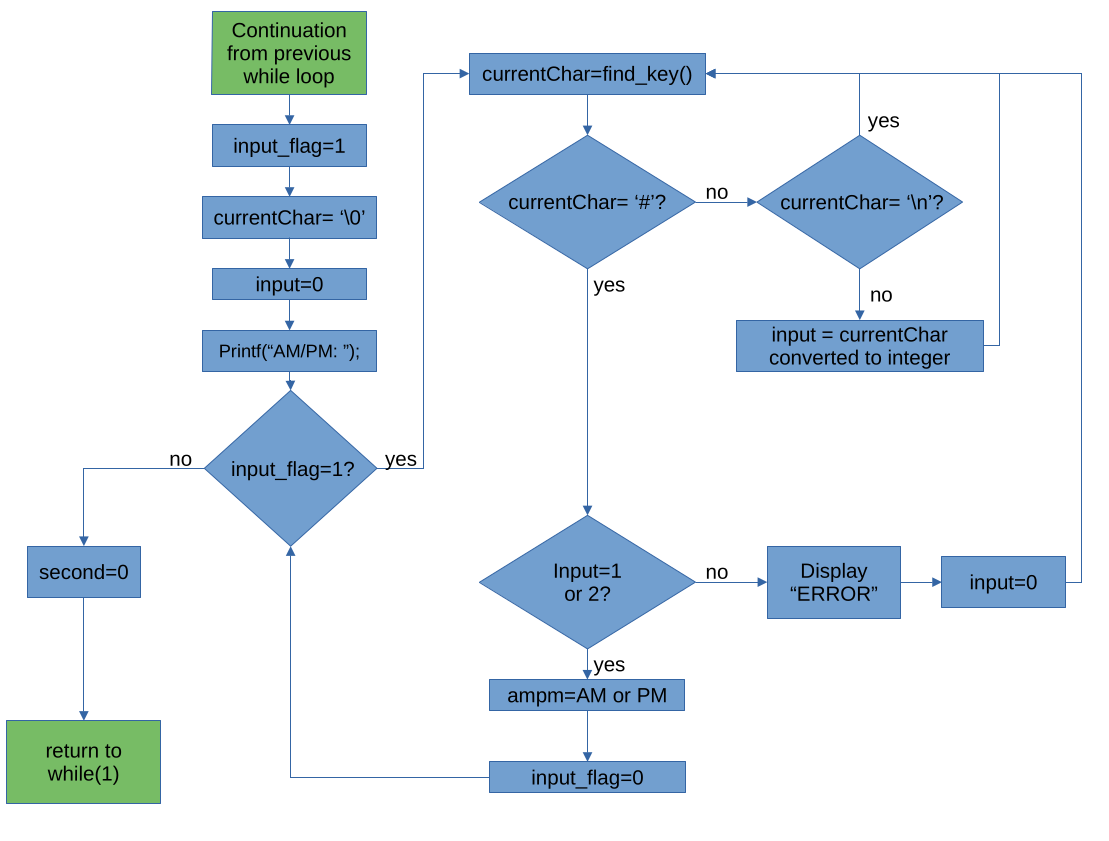 Continuation
from previous
while loop
input_flag=1
currentChar= ‘\0’
input=0
Printf(“AM/PM: ”);
input_flag=1?
no
yes
second=0
return to
while(1)
currentChar=find_key()
currentChar= ‘#’?
no
yes
currentChar= ‘\n’?
yes
no
input = currentChar
converted to integer
Input=1
or 2?
no
yes
Display
“ERROR”
input=0
ampm=AM or PM
input_flag=0